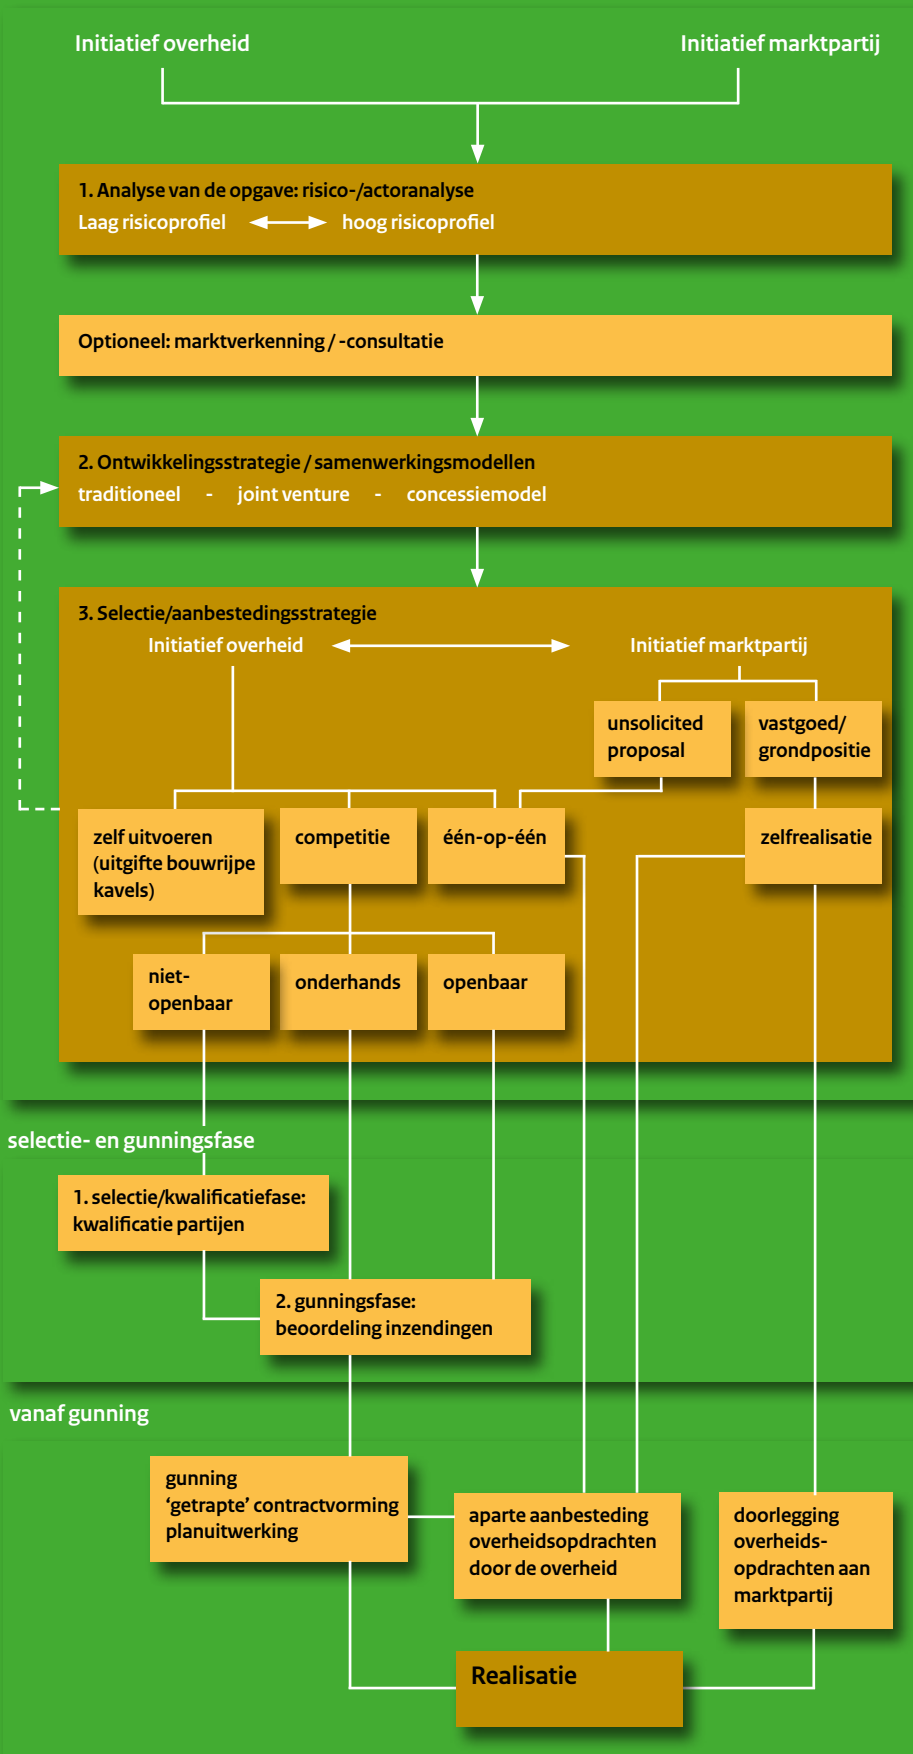 Initiatief overheid
Initiatief marktpartij
1. Analyse van de opgave: risico-/actoranalyse
Laag risicoprofiel
hoog risicoprofiel
Optioneel: marktverkenning / -consultatie
2. Ontwikkelingsstrategie / samenwerkingsmodellen
traditioneel - joint venture - concessiemodel
3. Selectie/aanbestedingsstrategie
Initiatief overheid
Initiatief marktpartij
unsolicited
proposal
vastgoed/
grondpositie
zelf uitvoeren
(uitgifte bouwrijpe
kavels)
competitie
één-op-één
zelfrealisatie
niet-
openbaar
onderhands
openbaar
selectie- en gunningsfase
1. selectie/kwalificatiefase:
kwalificatie partijen
2. gunningsfase:
beoordeling inzendingen
vanaf gunning
gunning
‘getrapte’ contractvorming
planuitwerking
aparte aanbesteding
overheidsopdrachten
door de overheid
doorlegging
overheids-
opdrachten aan
marktpartij
Realisatie